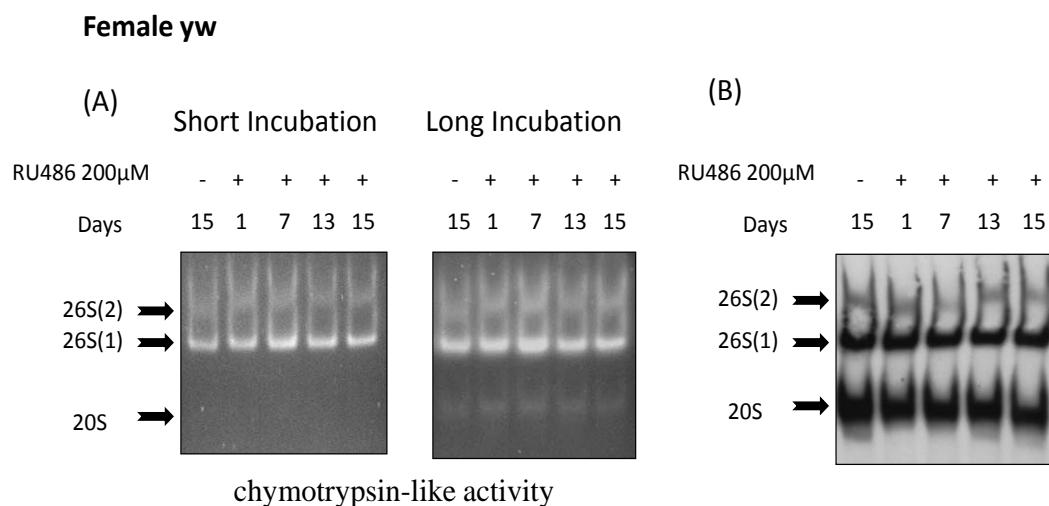 Female yw
(A)
Short Incubation
Long Incubation
RU486 200µM - + + + + - + + + +
Days 15 1 7 13 15 15 1 7 13 15
26S(2)
26S(1)
20S
chymotrypsin-like activity
(B)
RU486 200µM - + + + +
Days 15 1 7 13 15
26S(2)
26S(1)
20S